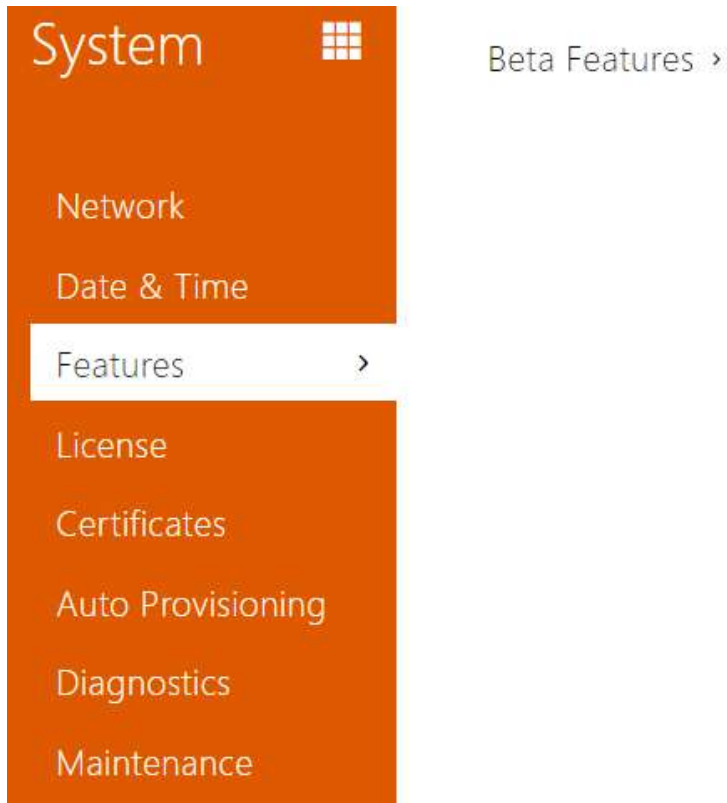 System
Beta Features ›
Network
Date & Time
Features ›
License
Certificates
Auto Provisioning
Diagnostics
Maintenance